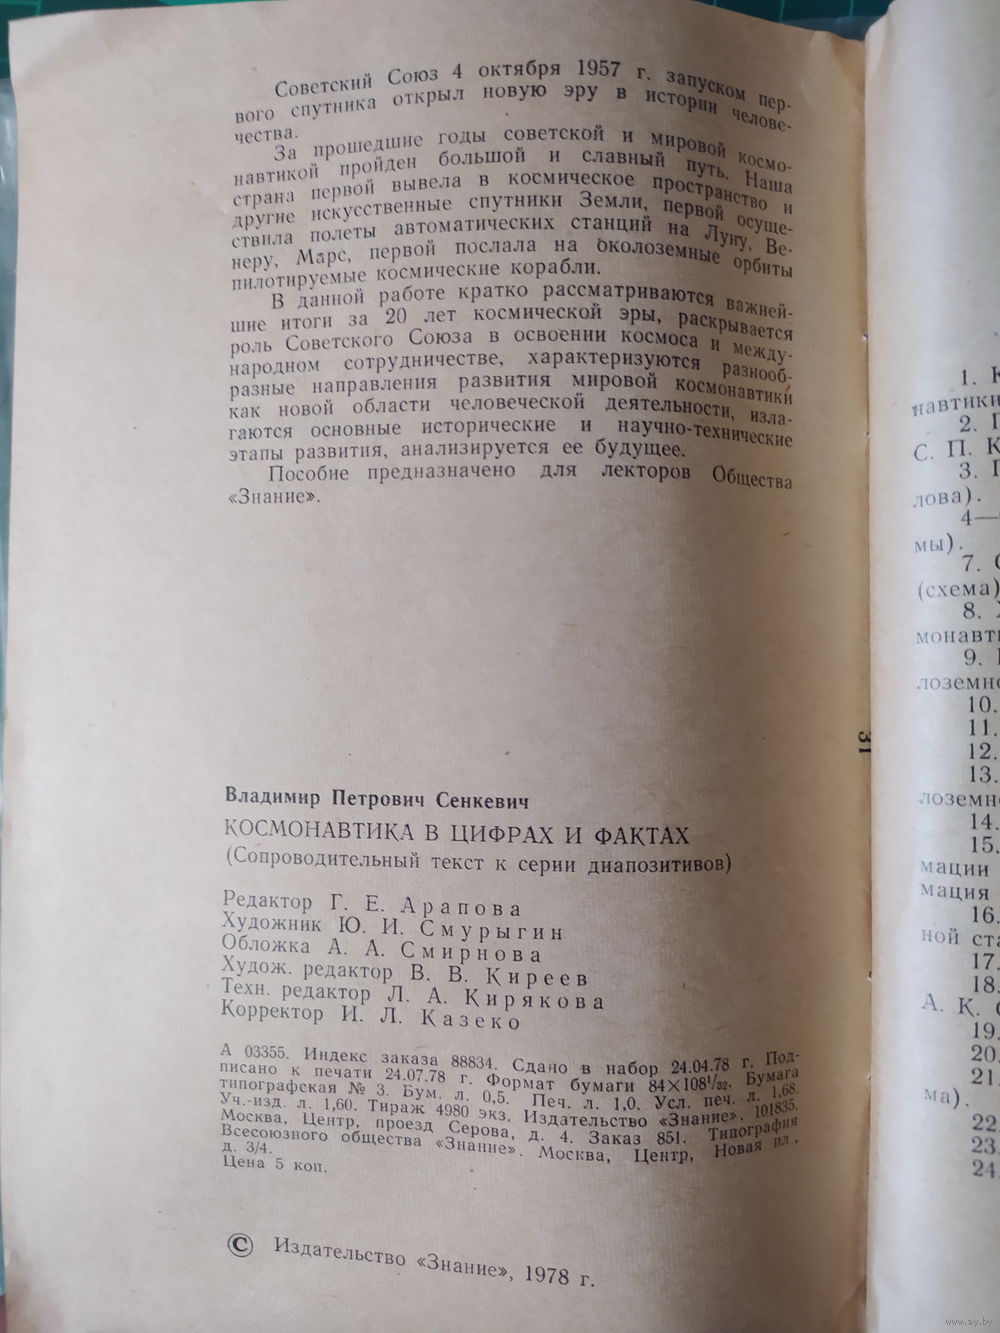 Советский Союз 4 октября 1957 г. запуском пер-
вого спутника открыл новую эру в истории челове-
чества.
За прошедшие годы советской и мировой космо-
навтикой пройден большой и славный путь. Наша
страна первой вывела в космическое пространство и
другие искусственные спутники Земли, первой осуще-
ствила полеты автоматических станций на Луну, Ве-
неру, Марс, первой послала на околоземные орбиты
пилотируемые космические корабли.
В данной работе кратко рассматриваются важней-
шие итоги за 20 лет космической эры, раскрывается
роль Советского Союза в освоении космоса и между-
народном сотрудничестве, характеризуются разнооб-
разные направления развития мировой космонавтики
как новой области человеческой деятельности, изла-
гаются основные исторические и научно-технические
этапы развития, анализируется ее будущее.
Пособие предназначено для лекторов Общества
«Знание».
Владимир Петрович Сенкевич
КОСМОНАВТИКА В ЦИФРАХ И ФАКТАХ
(Сопроводительный текст к серии диапозитивов)
Редактор Г. Е. Арапова
Художник Ю. И. Смурыгин
Обложка А. А. Смирнова
Худож. редактор В. В. Киреев
Техн. редактор Л. А. Кирякова
Корректор И. Л. Казеко
А 03355. Индекс заказа 88834. Сдано в набор 24.04.78 г. Под-
писано к печати 24.07.78 г. Формат бумаги 84×108 1/32. Бумага
типографская № 3. Бум. л. 0,5. Печ. л. 1,0. Усл. печ. л. 1,68.
Уч.-изд. л. 1,60. Тираж 4980 экз. Издательство «Знание». 101835.
Москва, Центр, проезд Серова, д. 4. Заказ 851. Типография
Всесоюзного общества «Знание». Москва, Центр, Новая пл.,
д. 3/4.
Цена 5 коп.
© Издательство «Знание», 1978 г.
31
1. К
навтики
2.
С. П. К
3.
лова).
4—
мы).
7. С
(схема)
8.
монавти
9.
лоземно
10.
11.
12.
13.
лоземно
14.
15.
мации
мация
16.
ной ста
17.
18.
А. К. С
19.
20.
21.
ма).
22.
23.
24.
www.ay.by